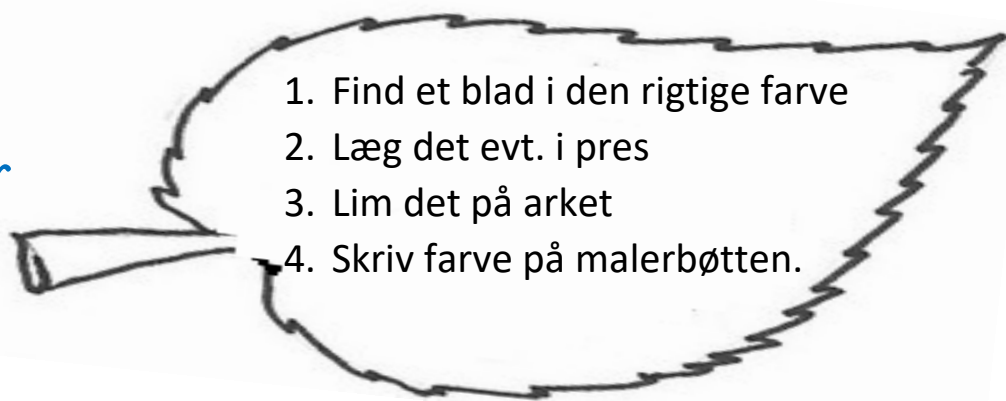 1. Find et blad i den rigtige farve
2. Læg det evt. i pres
3. Lim det på arket
4. Skriv farve på malerbøtten.